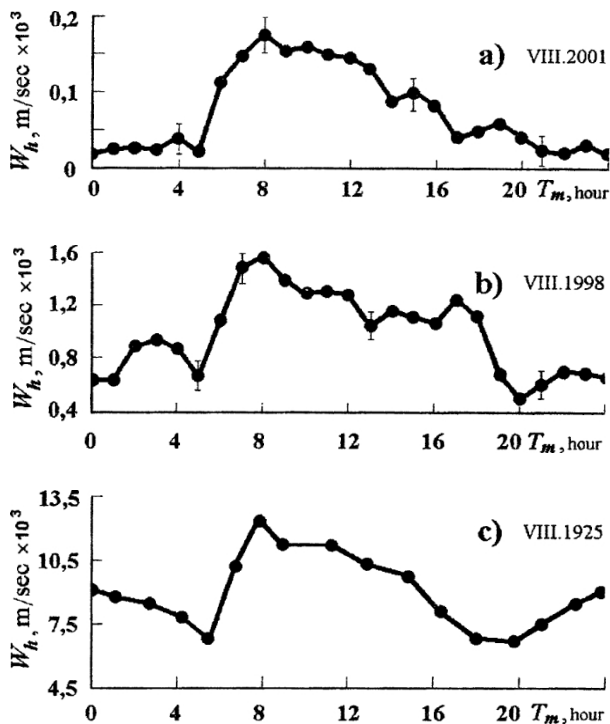 0,2
a) VIII.2001
0,1
W_h, m/sec ×10³
0
0 4 8 12 16 20 T_m, hour
1,6
b) VIII.1998
1,2
W_h, m/sec ×10³
0,8
0,4
0 4 8 12 16 20 T_m, hour
13,5
c) VIII.1925
10,5
W_h, m/sec ×10³
7,5
4,5
0 4 8 12 16 20 T_m, hour